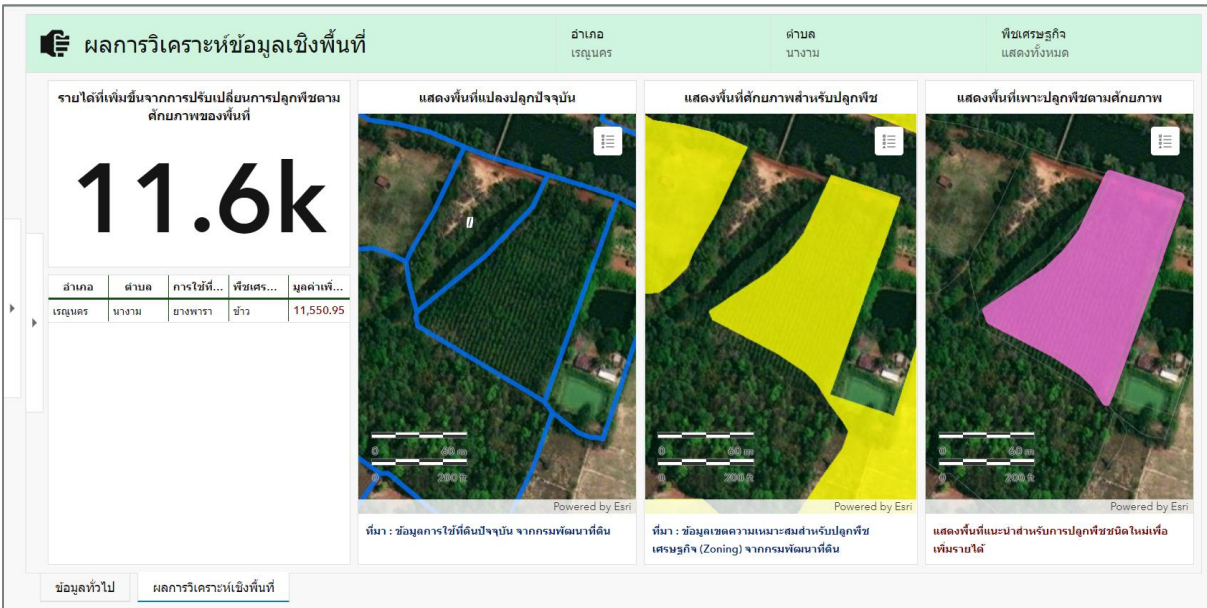 ผลการวิเคราะห์ข้อมูลเชิงพื้นที่
อำเภอ
เรณูนคร
ตำบล
นางาม
พืชเศรษฐกิจ
แสดงทั้งหมด
รายได้ที่เพิ่มขึ้นจากการปรับเปลี่ยนการปลูกพืชตาม
ศักยภาพของพื้นที่
11.6k
อำเภอ ตำบล การใช้ที่... พืชเศร... มูลค่าเพิ่...
เรณูนคร นางาม ยางพารา ข้าว 11,550.95
แสดงพื้นที่แปลงปลูกปัจจุบัน
0 60 m
0 200 ft
Powered by Esri
ที่มา : ข้อมูลการใช้ที่ดินปัจจุบัน จากกรมพัฒนาที่ดิน
แสดงพื้นที่ศักยภาพสำหรับปลูกพืช
0 60 m
0 200 ft
Powered by Esri
ที่มา : ข้อมูลเขตความเหมาะสมสำหรับปลูกพืช
เศรษฐกิจ (Zoning) จากกรมพัฒนาที่ดิน
แสดงพื้นที่เพาะปลูกพืชตามศักยภาพ
0 60 m
0 200 ft
Powered by Esri
แสดงพื้นที่แนะนำสำหรับการปลูกพืชชนิดใหม่เพื่อ
เพิ่มรายได้
ข้อมูลทั่วไป
ผลการวิเคราะห์เชิงพื้นที่